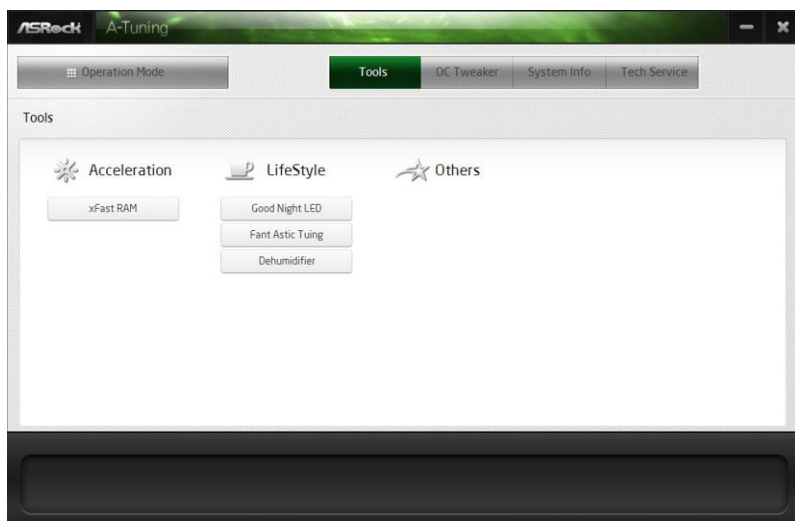 ASRock A-Tuning
Operation Mode
Tools OC Tweaker System Info Tech Service
Tools
Acceleration LifeStyle Others
xFast RAM Good Night LED
Fant Astic Tuing
Dehumidifier